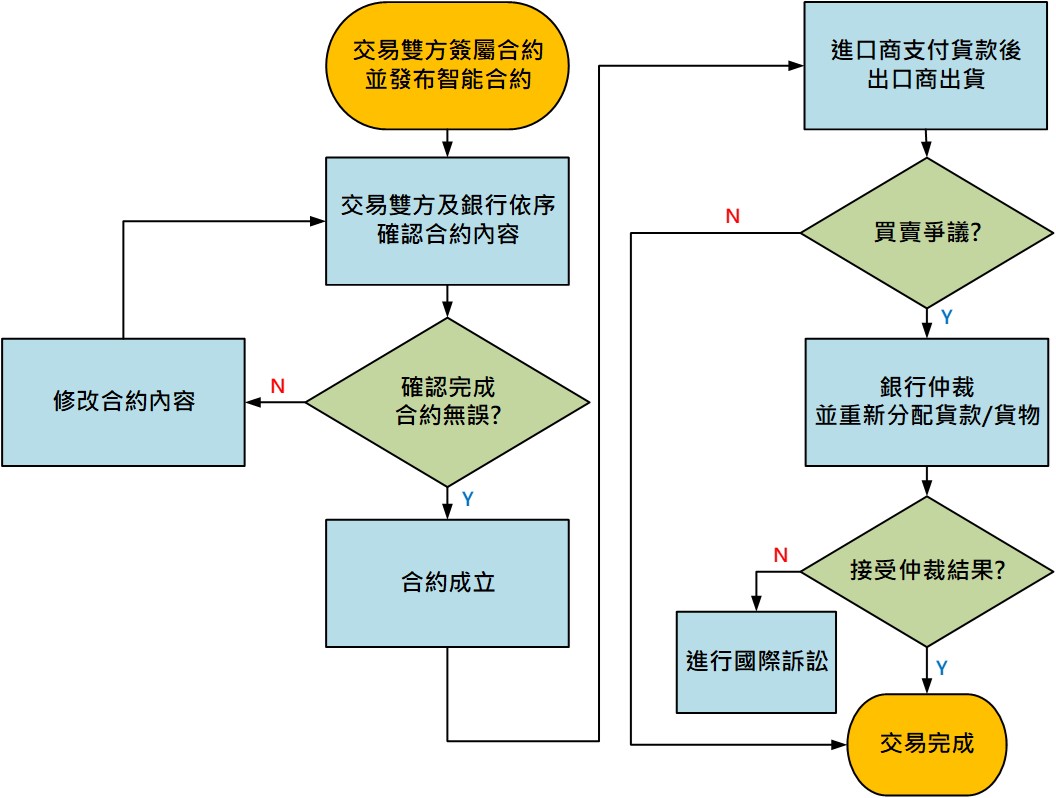 交易雙方簽屬合約
並發布智能合約
交易雙方及銀行依序
確認合約內容
修改合約內容
N
確認完成
合約無誤?
Y
合約成立
進口商支付貨款後
出口商出貨
N
買賣爭議?
Y
銀行仲裁
並重新分配貨款/貨物
N
接受仲裁結果?
進行國際訴訟
Y
交易完成